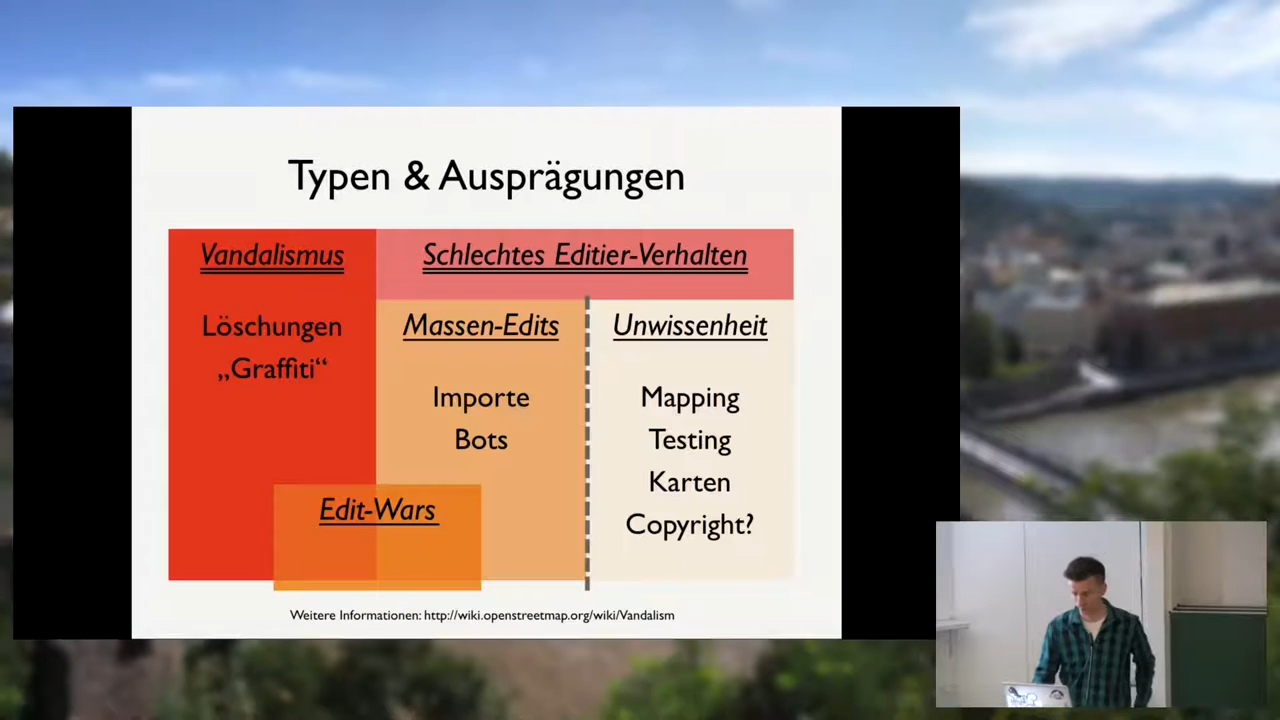 Typen & Ausprägungen
Vandalismus
Löschungen
„Graffiti“
Schlechtes Editier-Verhalten
Massen-Edits
Importe
Bots
Unwissenheit
Mapping
Testing
Karten
Copyright?
Edit-Wars
Weitere Informationen: http://wiki.openstreetmap.org/wiki/Vandalism